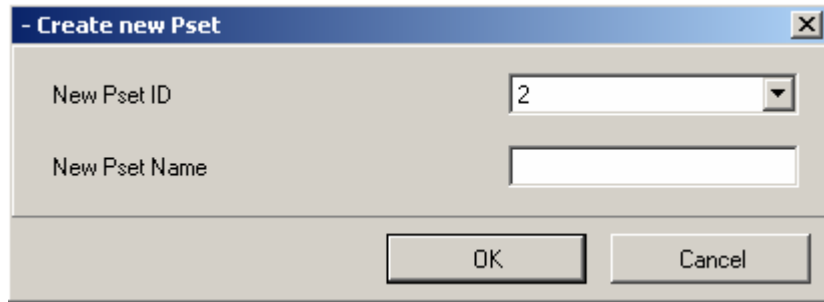 - Create new Pset
New Pset ID
2
New Pset Name
OK
Cancel